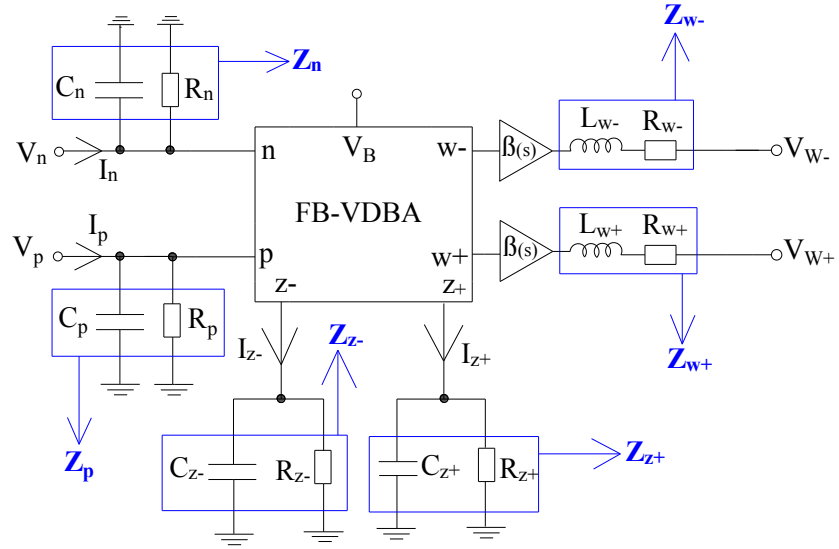 Zw-
Zn
Cn
Rn
Lw-
Rw-
Vn
In
n
VB
w-
ß(s)
VW-
FB-VDBA
Vp
Ip
p
w+
ß(s)
Lw+
Rw+
VW+
z-
z+
Cp
Rp
Iz-
Zz-
Iz+
Zw+
Zp
Cz-
Rz-
Cz+
Rz+
Zz+